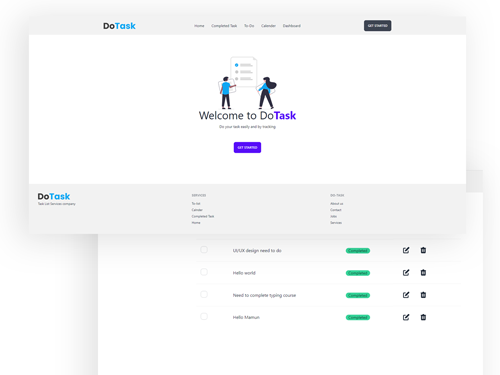 DoTask
Home Completed Task To-Do Calender Dashboard
GET STARTED
Welcome to DoTask
Do your task easily and by tracking
GET STARTED
DoTask
Task List Services company
SERVICES
To list
Calnder
Completed Task
Home
DO-TASK
About us
Contact
Jobs
Services
UI/UX design need to do Completed
Hello world Completed
Need to complete typing course Completed
Hello Mamun Completed